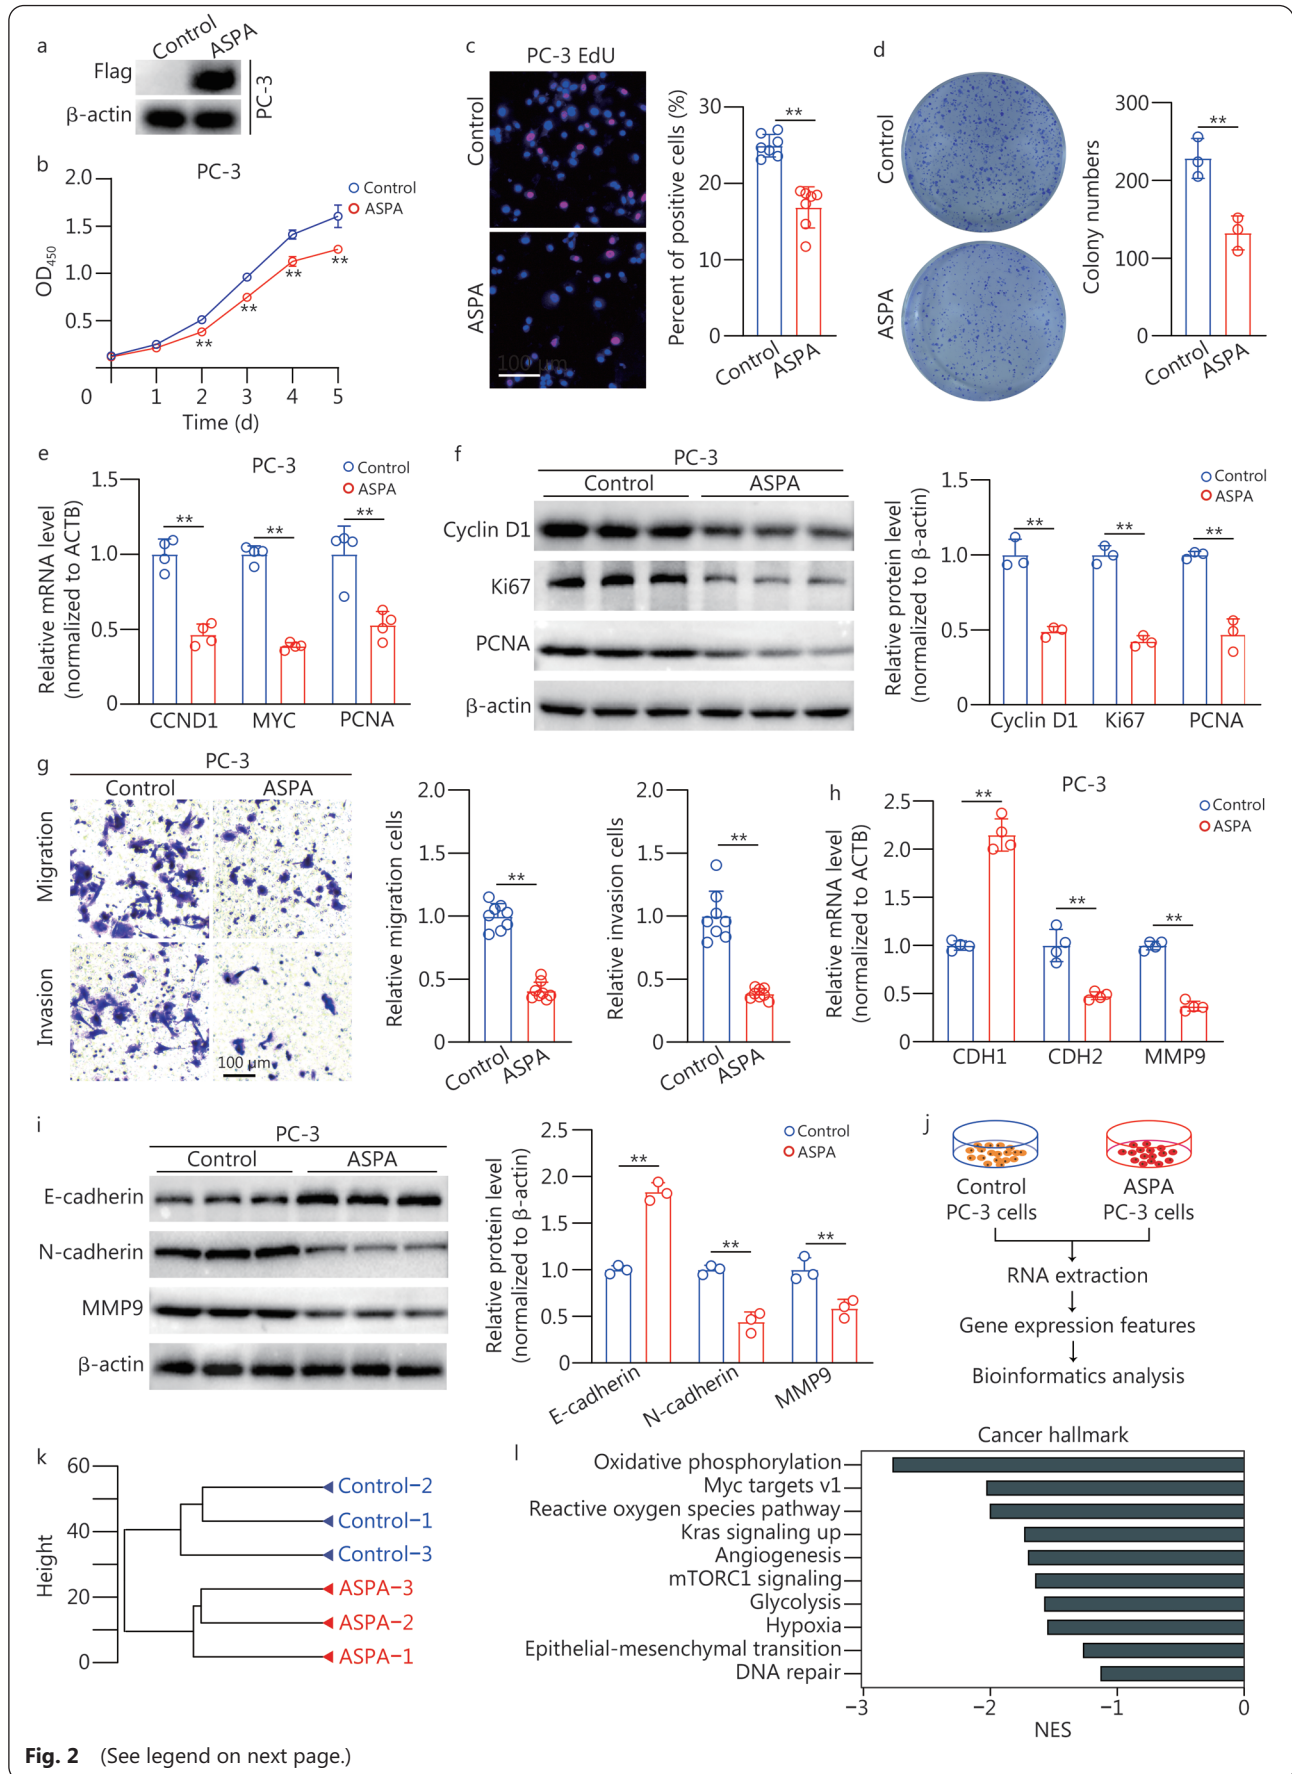 a
Control
ASPA
Flag
β-actin
PC-3
b
PC-3
Control
ASPA
OD450
2.0
1.5
1.0
0.5
0
1
2
3
4
5
**
**
**
**
Time (d)
c
PC-3 EdU
Control
ASPA
100 μm
Percent of positive cells (%)
30
20
10
0
**
Control
ASPA
d
Control
ASPA
Colony numbers
300
200
100
0
**
Control
ASPA
e
PC-3
Control
ASPA
Relative mRNA level
(normalized to ACTB)
1.5
1.0
0.5
0
**
**
**
CCND1
MYC
PCNA
f
PC-3
Control
ASPA
Cyclin D1
Ki67
PCNA
β-actin
Relative protein level
(normalized to β-actin)
1.5
1.0
0.5
0
Control
ASPA
**
**
**
Cyclin D1
Ki67
PCNA
g
PC-3
Control
ASPA
Migration
Invasion
100 μm
Relative migration cells
2.0
1.5
1.0
0.5
0
**
Control
ASPA
Relative invasion cells
2.0
1.5
1.0
0.5
0
**
Control
ASPA
h
PC-3
Control
ASPA
Relative mRNA level
(normalized to ACTB)
2.5
2.0
1.5
1.0
0.5
0
**
**
**
CDH1
CDH2
MMP9
i
PC-3
Control
ASPA
E-cadherin
N-cadherin
MMP9
β-actin
Relative protein level
(normalized to β-actin)
2.5
2.0
1.5
1.0
0.5
0
Control
ASPA
**
**
**
E-cadherin
N-cadherin
MMP9
j
Control
PC-3 cells
ASPA
PC-3 cells
RNA extraction
Gene expression features
Bioinformatics analysis
k
Height
60
40
20
0
Control−2
Control−1
Control−3
ASPA−3
ASPA−2
ASPA−1
l
Cancer hallmark
Oxidative phosphorylation
Myc targets v1
Reactive oxygen species pathway
Kras signaling up
Angiogenesis
mTORC1 signaling
Glycolysis
Hypoxia
Epithelial-mesenchymal transition
DNA repair
−3
−2
−1
0
NES
Fig. 2 (See legend on next page.)